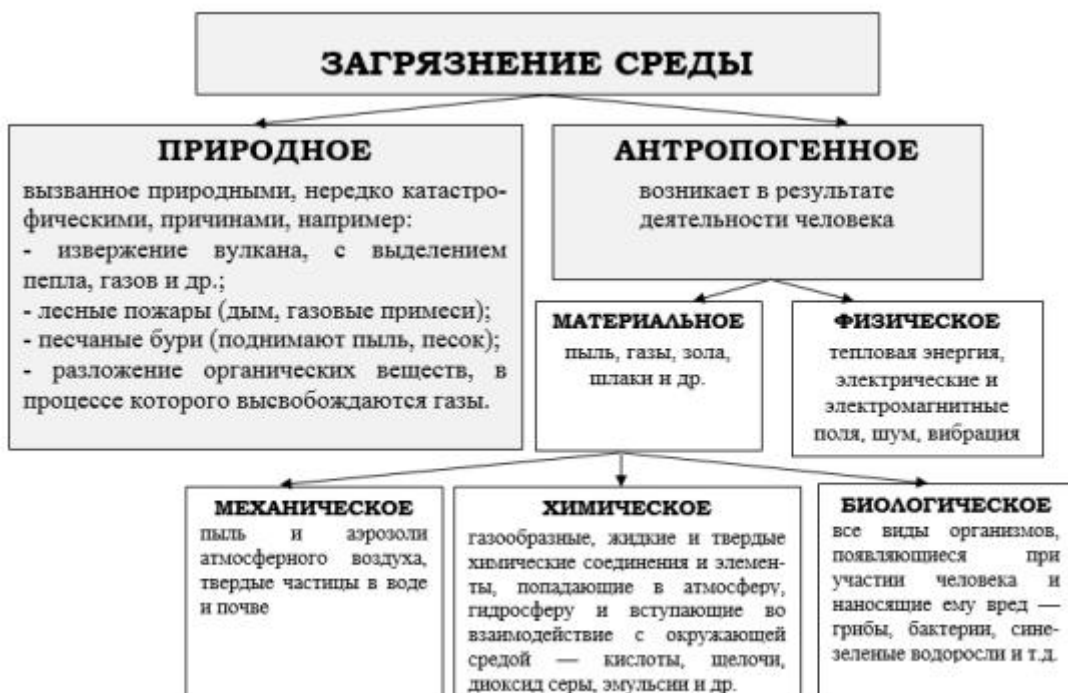 ЗАГРЯЗНЕНИЕ СРЕДЫ
ПРИРОДНОЕ
вызванное природными, нередко катастро-
фическими, причинами, например:
- извержение вулкана, с выделением
пепла, газов и др.;
- лесные пожары (дым, газовые примеси);
- песчаные бури (поднимают пыль, песок);
- разложение органических веществ, в
процессе которого высвобождаются газы.
АНТРОПОГЕННОЕ
возникает в результате
деятельности человека
МАТЕРИАЛЬНОЕ
пыль, газы, зола,
шлаки и др.
ФИЗИЧЕСКОЕ
тепловая энергия,
электрические и
электромагнитные
поля, шум, вибрация
МЕХАНИЧЕСКОЕ
пыль и аэрозоли
атмосферного воздуха,
твердые частицы в воде
и почве
ХИМИЧЕСКОЕ
газообразные, жидкие и твердые
химические соединения и элемен-
ты, попадающие в атмосферу,
гидросферу и вступающие во
взаимодействие с окружающей
средой — кислоты, щелочи,
диоксид серы, эмульсии и др.
БИОЛОГИЧЕСКОЕ
все виды организмов,
появляющиеся при
участии человека и
наносящие ему вред —
грибы, бактерии, сине-
зеленые водоросли и т.д.